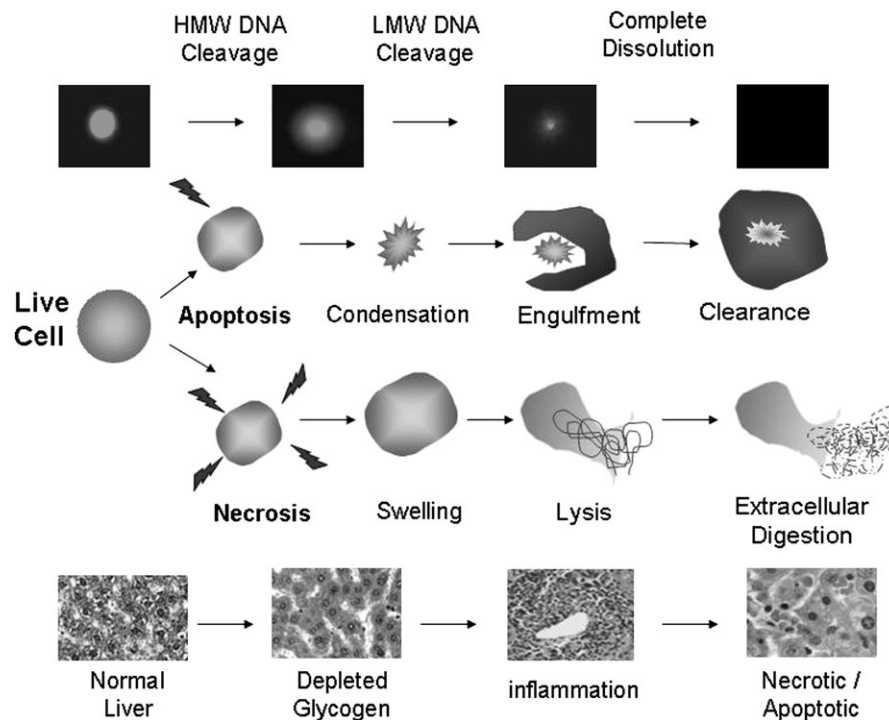 HMW DNA
Cleavage
LMW DNA
Cleavage
Complete
Dissolution
Live
Cell
Apoptosis
Condensation
Engulfment
Clearance
Necrosis
Swelling
Lysis
Extracellular
Digestion
Normal
Liver
Depleted
Glycogen
inflammation
Necrotic /
Apoptotic